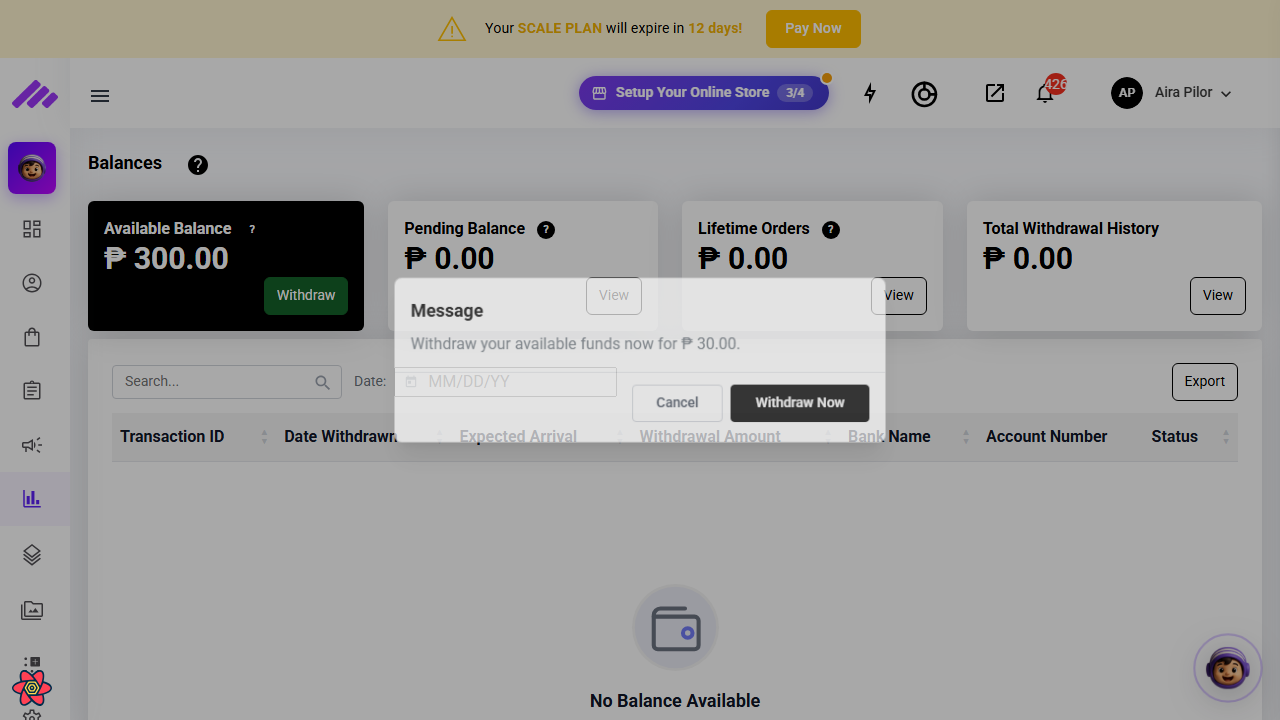 Your SCALE PLAN will expire in 12 days! Pay Now
Setup Your Online Store 3/4
426
AP Aira Pilor
Balances ?
Available Balance ?
₱ 300.00
Withdraw
Pending Balance ?
₱ 0.00
View
Lifetime Orders ?
₱ 0.00
View
Total Withdrawal History
₱ 0.00
View
Message
Withdraw your available funds now for ₱ 30.00.
Cancel Withdraw Now
Search... Date: MM/DD/YY Export
Transaction ID Date Withdrawn Expected Arrival Withdrawal Amount Bank Name Account Number Status
No Balance Available